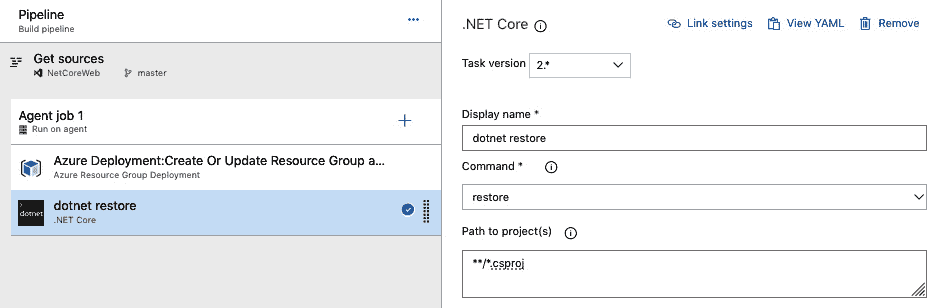 Pipeline
Build pipeline
...
Get sources
NetCoreWeb master
Agent job 1
Run on agent
Azure Deployment:Create Or Update Resource Group a...
Azure Resource Group Deployment
dotnet
dotnet restore
.NET Core
.NET Core
Link settings View YAML Remove
Task version 2.*
Display name *
dotnet restore
Command *
restore
Path to project(s)
**/*.csproj